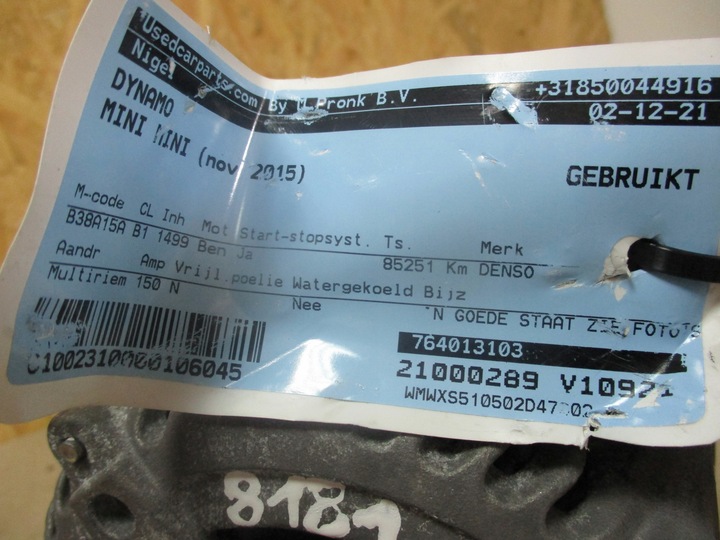 Usedcarparts.com By M.Pronk B.V. +31850044916
Nigel 02-12-21
DYNAMO
MINI MINI (nov 2015) GEBRUIKT
M-code CL Inh Mot Start-stopsyst. Ts. Merk
B38A15A B1 1499 Ben Ja 85251 Km DENSO
Aandr Amp Vrijl.poelie Watergekoeld Bijz
Multiriem 150 N Nee 'N GOEDE STAAT ZIE FOTO'S
764013103
C1002310000106045 21000289 V10921
8181